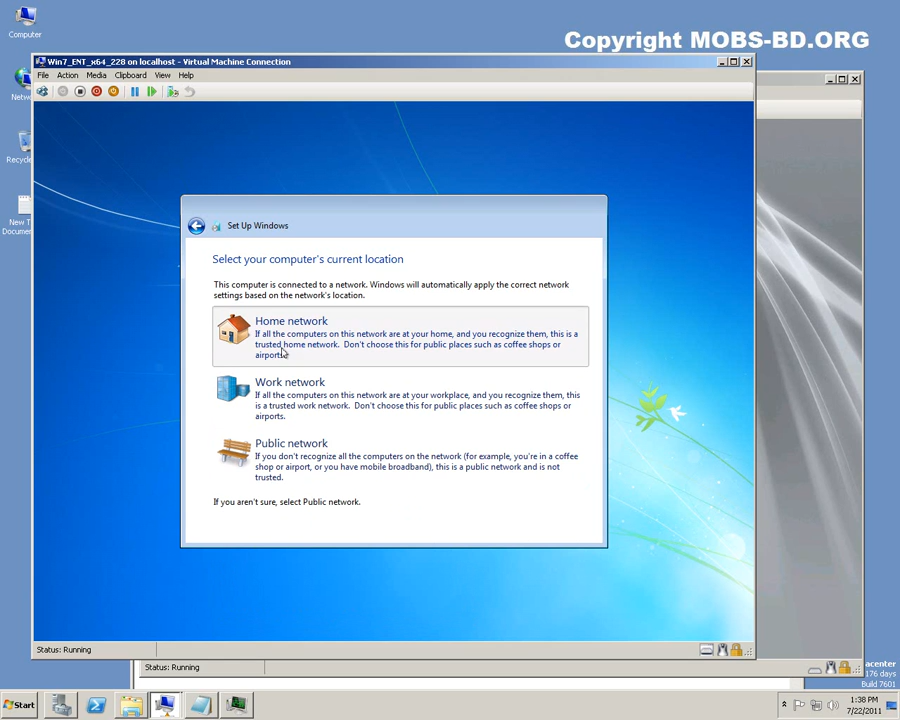 Computer
Copyright MOBS-BD.ORG
Win7_ENT_x64_228 on localhost - Virtual Machine Connection
File Action Media Clipboard View Help
Netw
Recycle
New T
Documen
Set Up Windows
Select your computer's current location
This computer is connected to a network. Windows will automatically apply the correct network
settings based on the network's location.
Home network
If all the computers on this network are at your home, and you recognize them, this is a
trusted home network. Don't choose this for public places such as coffee shops or
airports.
Work network
If all the computers on this network are at your workplace, and you recognize them, this
is a trusted work network. Don't choose this for public places such as coffee shops or
airports.
Public network
If you don't recognize all the computers on the network (for example, you're in a coffee
shop or airport, or you have mobile broadband), this is a public network and is not
trusted.
If you aren't sure, select Public network.
Status: Running
Status: Running
acenter
176 days
Build 7601
Start
1:38 PM
7/22/2011